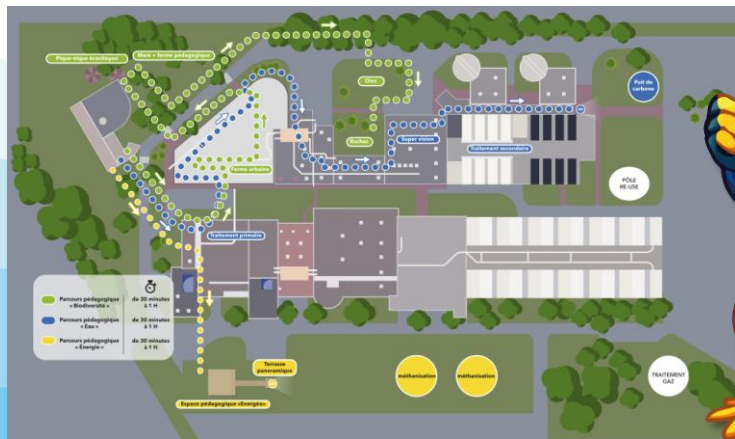 Pique-nique écocitoyen
Mare + ferme pédagogique
Oies
Puit de
carbone
Ruches
Super vision
Traitement secondaire
Ferme urbaine
PÔLE
RE-USE
Traitement primaire
Parcours pédagogique
« Biodiversité »
de 30 minutes
à 1 H
Parcours pédagogique
« Eau »
de 30 minutes
à 1 H
Parcours pédagogique
« Énergie »
de 30 minutes
à 1 H
Terrasse
panoramique
méthanisation
méthanisation
TRAITEMENT
GAZ
Espace pédagogique «Énergies»